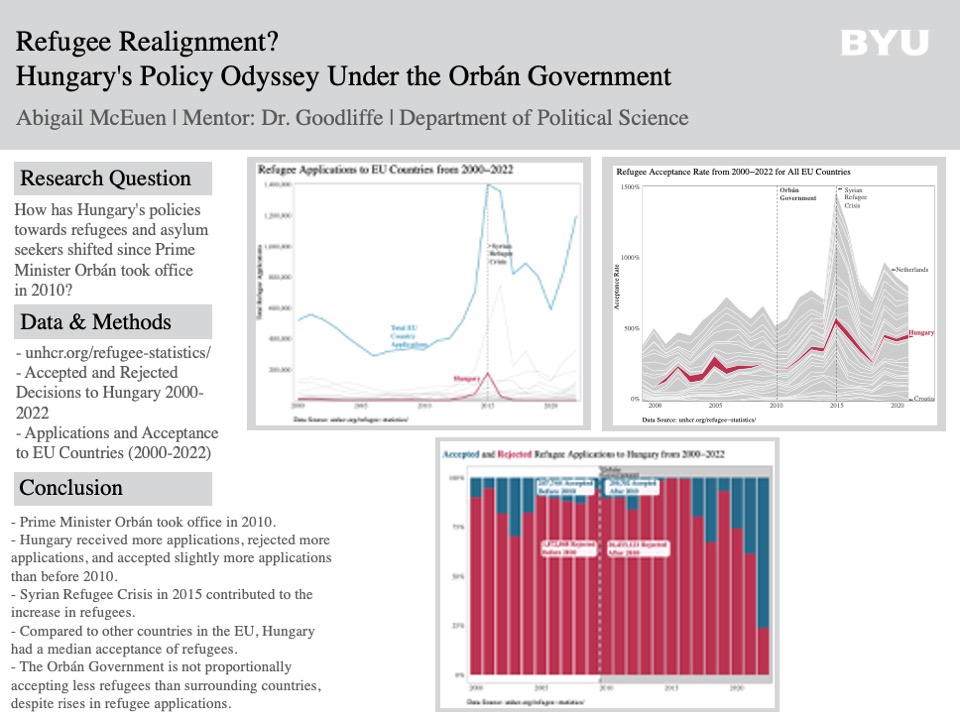 Refugee Realignment?
Hungary's Policy Odyssey Under the Orbán Government
BYU
Abigail McEuen | Mentor: Dr. Goodliffe | Department of Political Science
Research Question
How has Hungary's policies
towards refugees and asylum
seekers shifted since Prime
Minister Orbán took office
in 2010?
Data & Methods
- unhcr.org/refugee-statistics/
- Accepted and Rejected
Decisions to Hungary 2000-
2022
- Applications and Acceptance
to EU Countries (2000-2022)
Conclusion
- Prime Minister Orbán took office in 2010.
- Hungary received more applications, rejected more
applications, and accepted slightly more applications
than before 2010.
- Syrian Refugee Crisis in 2015 contributed to the
increase in refugees.
- Compared to other countries in the EU, Hungary
had a median acceptance of refugees.
- The Orbán Government is not proportionally
accepting less refugees than surrounding countries,
despite rises in refugee applications.
Refugee Applications to EU Countries from 2000–2022
Total Refugee Applications
1,400,000
1,200,000
1,000,000
800,000
600,000
400,000
200,000
Syrian
Refugee
Crisis
Total EU
Country
Applications
Hungary
2000
2005
2010
2015
2020
Data Source: unhcr.org/refugee-statistics/
Refugee Acceptance Rate from 2000–2022 for All EU Countries
Acceptance Rate
1500%
1000%
500%
0%
Orbán
Government
Syrian
Refugee
Crisis
Netherlands
Hungary
Croatia
2000
2005
2010
2015
2020
Data Source: unhcr.org/refugee-statistics/
Accepted and Rejected Refugee Applications to Hungary from 2000–2022
Orbán
Government
100%
75%
50%
25%
0%
Accepted
Before 2010
Accepted
After 2010
Rejected
Before 2010
Rejected
After 2010
2000
2005
2010
2015
2020
Data Source: unhcr.org/refugee-statistics/